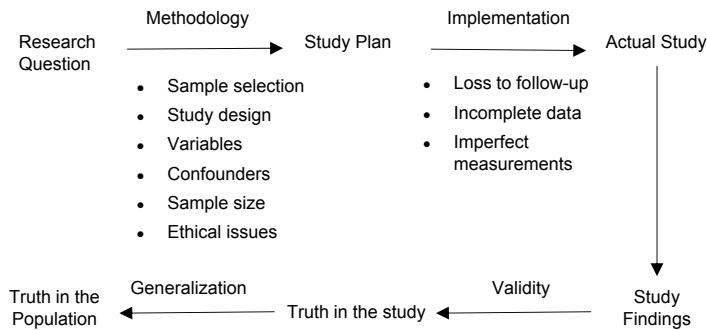 Methodology
Implementation
Research
Question
Study Plan
Actual Study
• Sample selection
• Study design
• Variables
• Confounders
• Sample size
• Ethical issues
• Loss to follow-up
• Incomplete data
• Imperfect
measurements
Truth in the
Population
Generalization
Truth in the study
Validity
Study
Findings